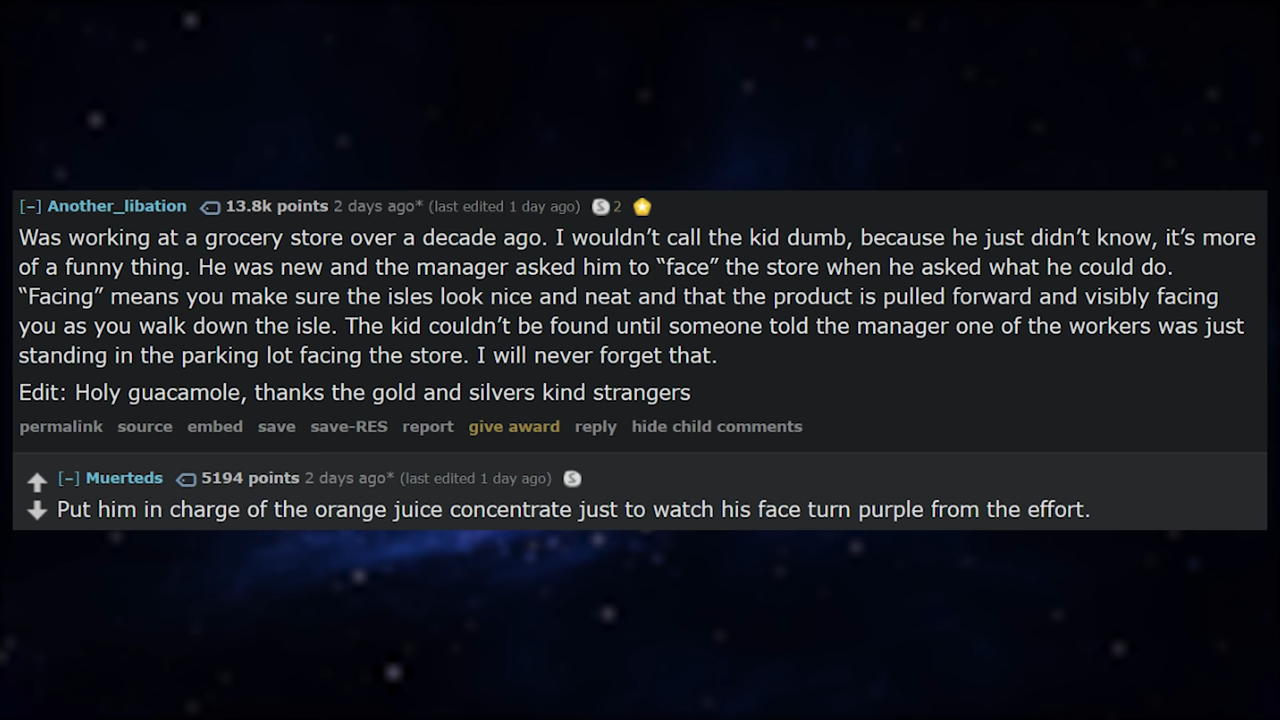 [–] Another_libation 13.8k points 2 days ago* (last edited 1 day ago) S 2
Was working at a grocery store over a decade ago. I wouldn’t call the kid dumb, because he just didn’t know, it’s more
of a funny thing. He was new and the manager asked him to “face” the store when he asked what he could do.
“Facing” means you make sure the isles look nice and neat and that the product is pulled forward and visibly facing
you as you walk down the isle. The kid couldn’t be found until someone told the manager one of the workers was just
standing in the parking lot facing the store. I will never forget that.
Edit: Holy guacamole, thanks the gold and silvers kind strangers
permalink source embed save save-RES report give award reply hide child comments
[–] Muerteds 5194 points 2 days ago* (last edited 1 day ago) S
Put him in charge of the orange juice concentrate just to watch his face turn purple from the effort.